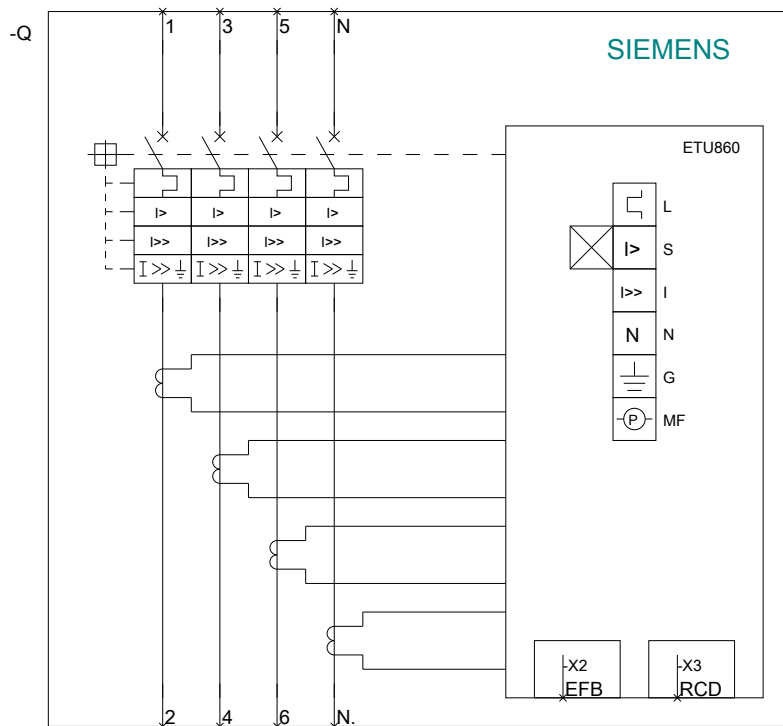 -Q
1 3 5 N
SIEMENS
ETU860
L
I> I> I> I> I> S
I>> I>> I>> I>> I>> I
I>> I>> I>> I>>
N N
G
P MF
-X2 -X3
EFB RCD
2 4 6 N.